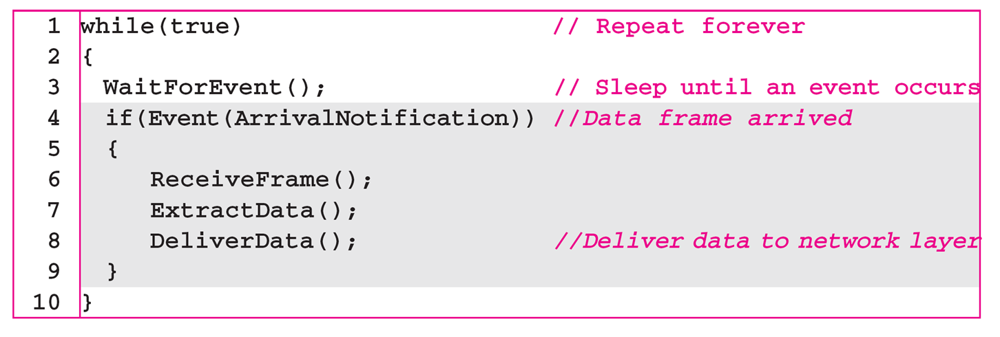 1 while(true) // Repeat forever
2 {
3 WaitForEvent(); // Sleep until an event occurs
4 if(Event(ArrivalNotification)) //Data frame arrived
5 {
6 ReceiveFrame();
7 ExtractData();
8 DeliverData(); //Deliver data to network layer
9 }
10 }